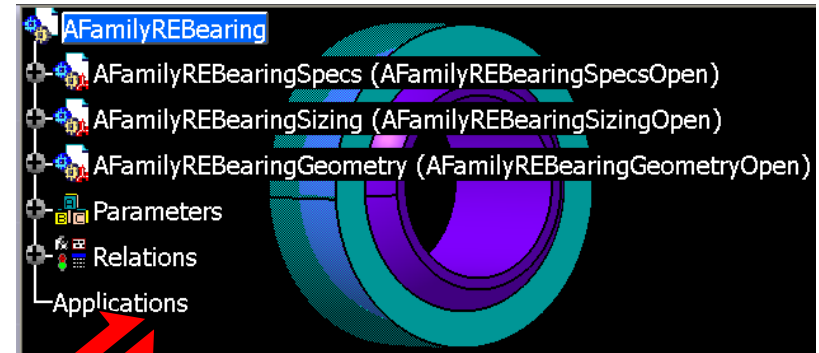 AFamilyREBearing
AFamilyREBearingSpecs (AFamilyREBearingSpecsOpen)
AFamilyREBearingSizing (AFamilyREBearingSizingOpen)
AFamilyREBearingGeometry (AFamilyREBearingGeometryOpen)
Parameters
Relations
Applications